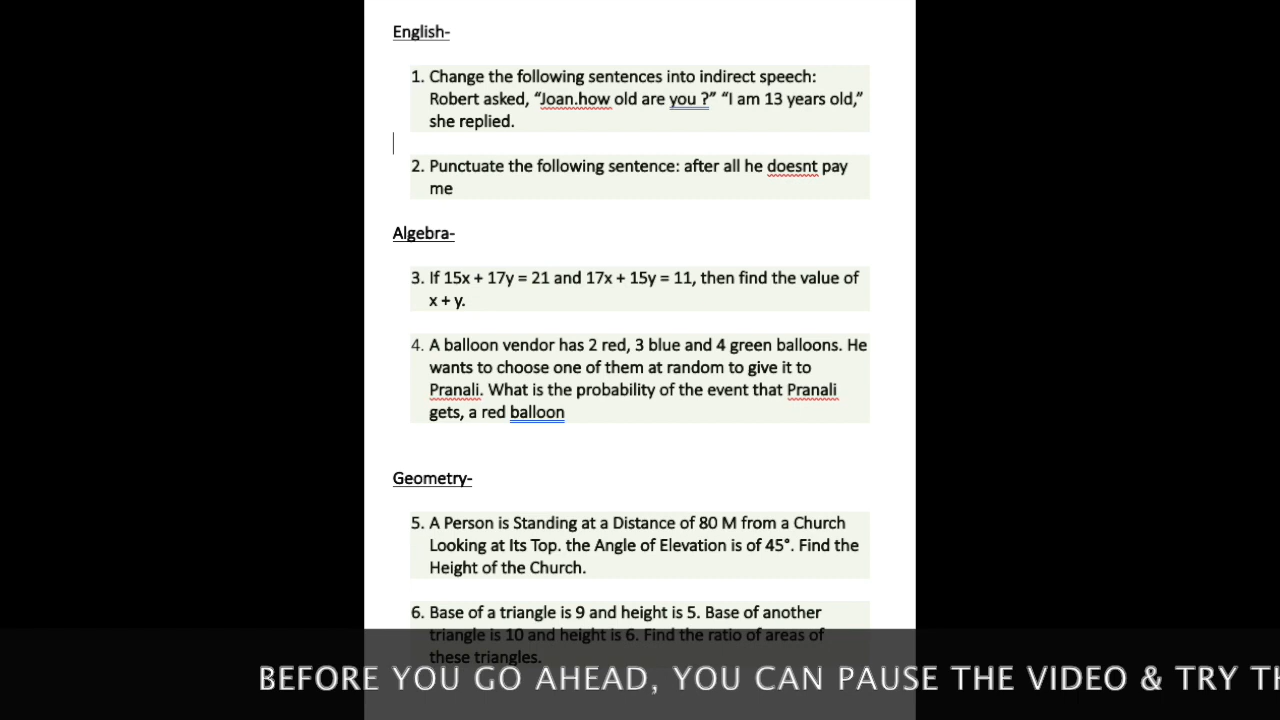 English-
1. Change the following sentences into indirect speech:
Robert asked, “Joan.how old are you ?” “I am 13 years old,”
she replied.
2. Punctuate the following sentence: after all he doesnt pay
me
Algebra-
3. If 15x + 17y = 21 and 17x + 15y = 11, then find the value of
x + y.
4. A balloon vendor has 2 red, 3 blue and 4 green balloons. He
wants to choose one of them at random to give it to
Pranali. What is the probability of the event that Pranali
gets, a red balloon
Geometry-
5. A Person is Standing at a Distance of 80 M from a Church
Looking at Its Top. the Angle of Elevation is of 45°. Find the
Height of the Church.
6. Base of a triangle is 9 and height is 5. Base of another
triangle is 10 and height is 6. Find the ratio of areas of
these triangles.
BEFORE YOU GO AHEAD, YOU CAN PAUSE THE VIDEO & TRY